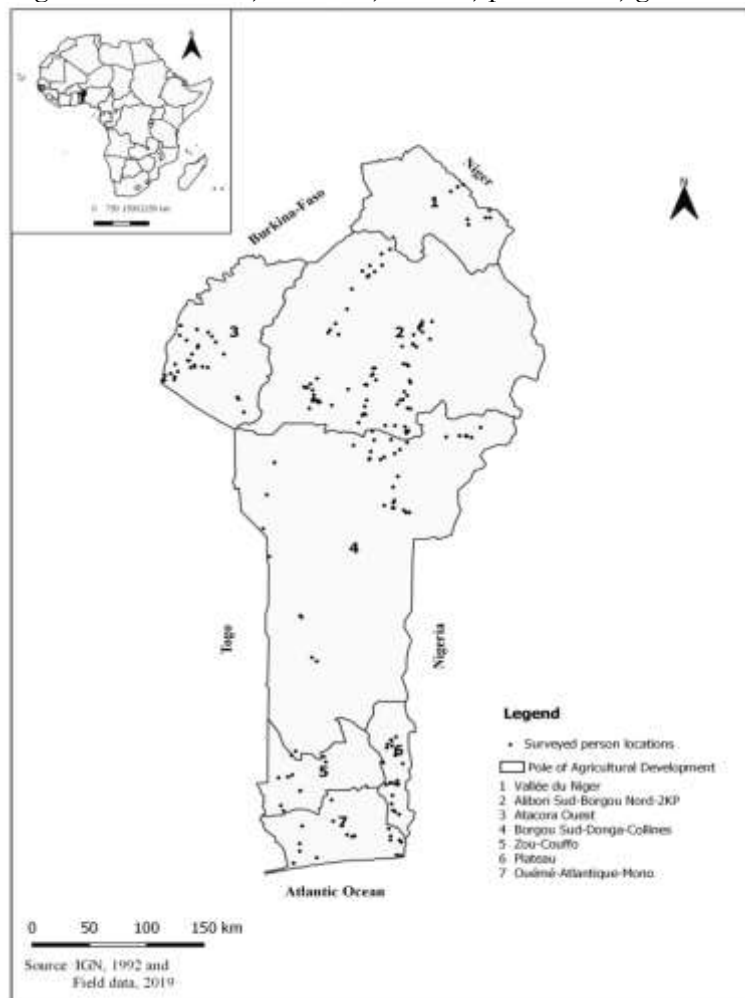 N
Niger
N
1
Burkina-Faso
2
3
4
Togo
Nigeria
Legend
Surveyed person locations
Pole of Agricultural Development
1 Vallée du Niger
2 Alibori Sud-Borgou Nord-2KP
3 Atacora Ouest
4 Borgou Sud-Donga-Collines
5 Zou-Couffo
6 Plateau
7 Ouémé-Atlantique-Mono
6
5
7
Atlantic Ocean
0 50 100 150 km
Source IGN, 1992 and
Field data, 2019